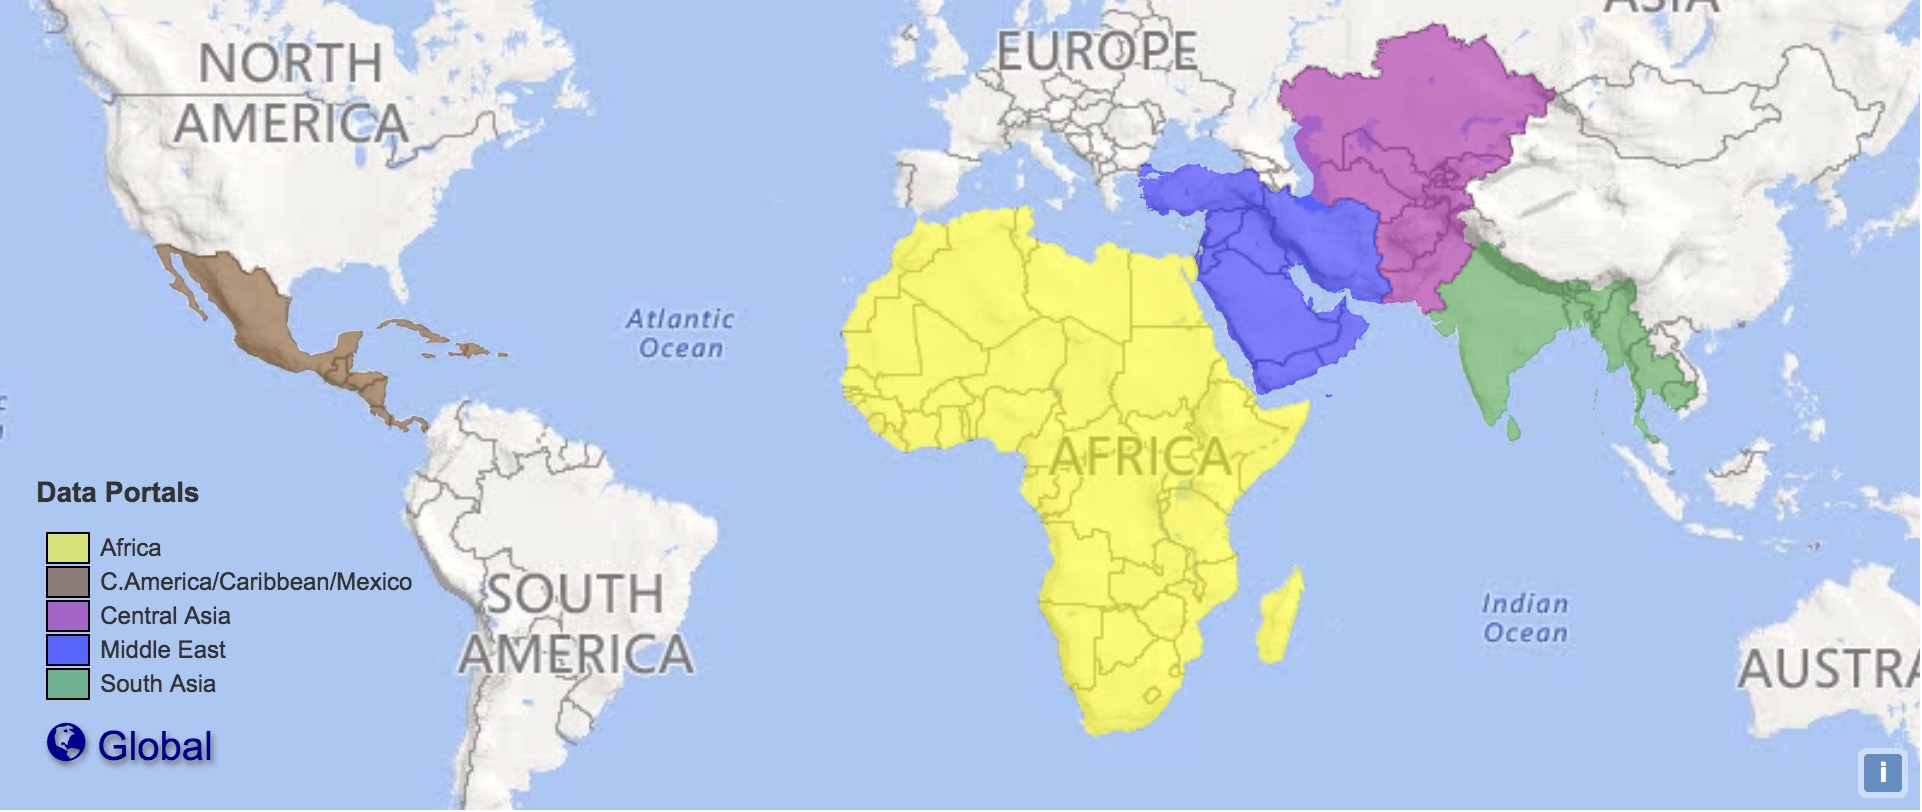 ASIA
NORTH
AMERICA
EUROPE
Atlantic
Ocean
AFRICA
Data Portals
Africa
C.America/Caribbean/Mexico
Central Asia
Middle East
South Asia
Global
SOUTH
AMERICA
Indian
Ocean
AUSTRA
i